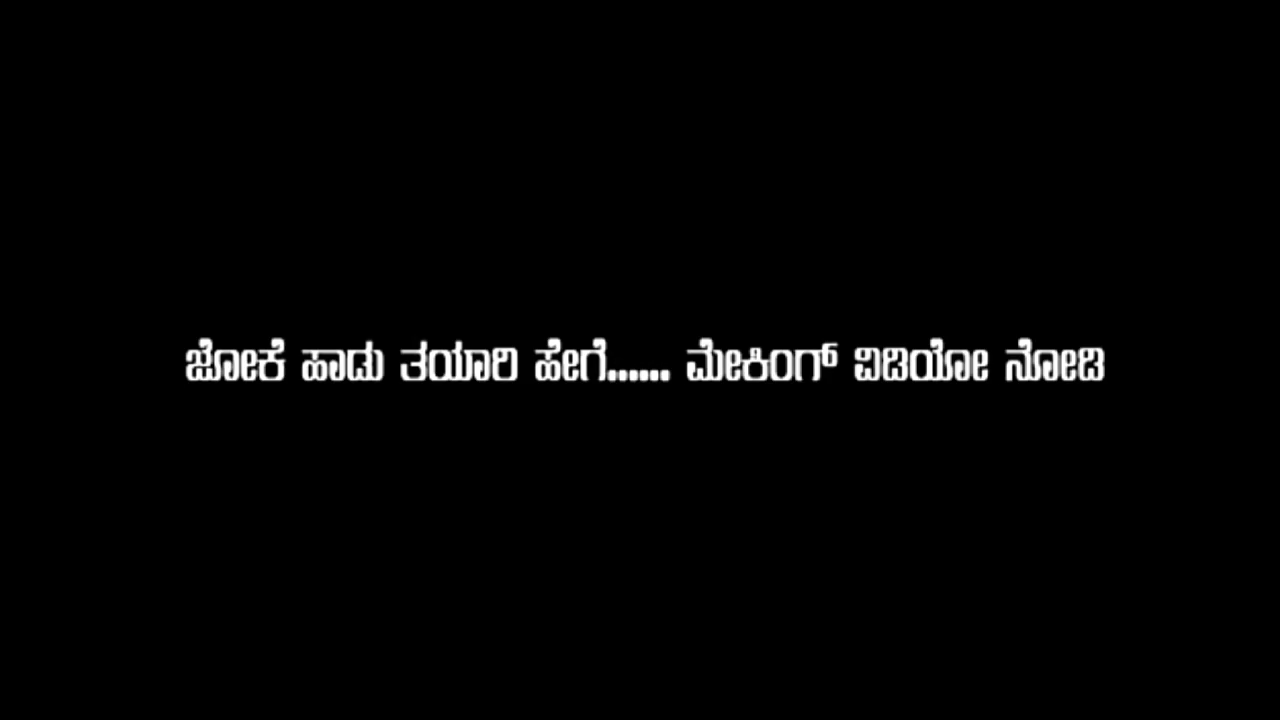 ಜೋಕೆ ಹಾಡು ತಯಾರಿ ಹೇಗೆ...... ಮೇಕಿಂಗ್ ವಿಡಿಯೋ ನೋಡಿ